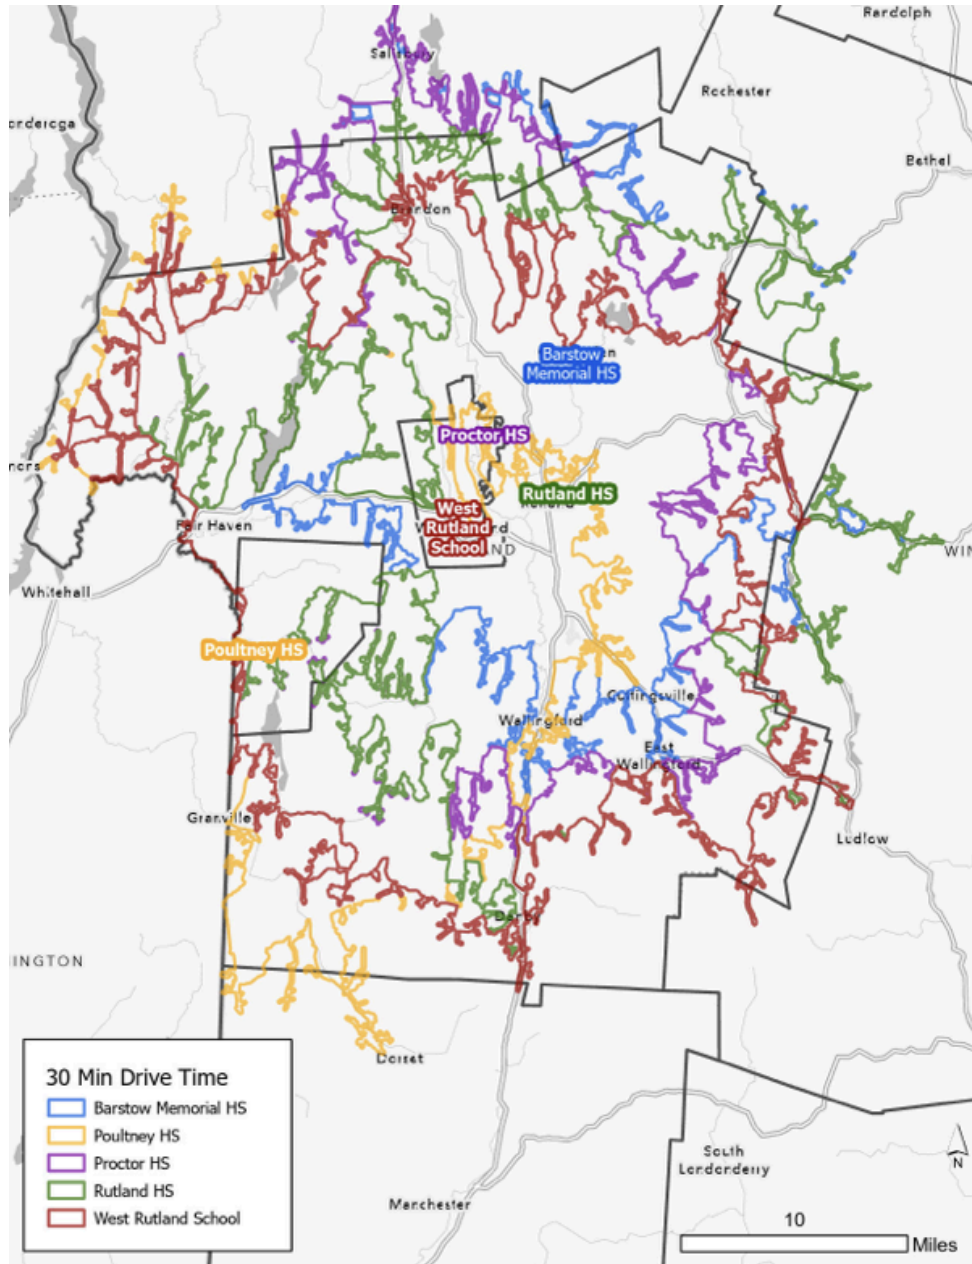 Randolph
Salisbury
Rochester
Bethel
Brandon
Barstow
Memorial HS
Proctor HS
Rutland HS
West
Rutland
School
Fair Haven
Whitehall
Poultney HS
Wallingford
East
Wallingford
Granville
Ludlow
INGTON
Dorset
30 Min Drive Time
Barstow Memorial HS
Poultney HS
Proctor HS
Rutland HS
West Rutland School
South
Londonderry
Manchester
N
10
Miles